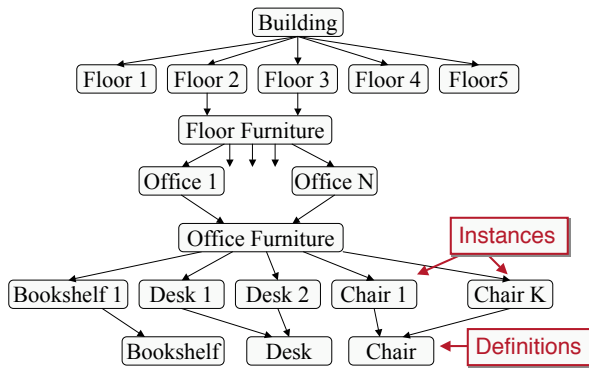 Building
Floor 1 Floor 2 Floor 3 Floor 4 Floor5
Floor Furniture
Office 1 Office N
Office Furniture
Instances
Bookshelf 1 Desk 1 Desk 2 Chair 1 Chair K
Bookshelf Desk Chair
Definitions